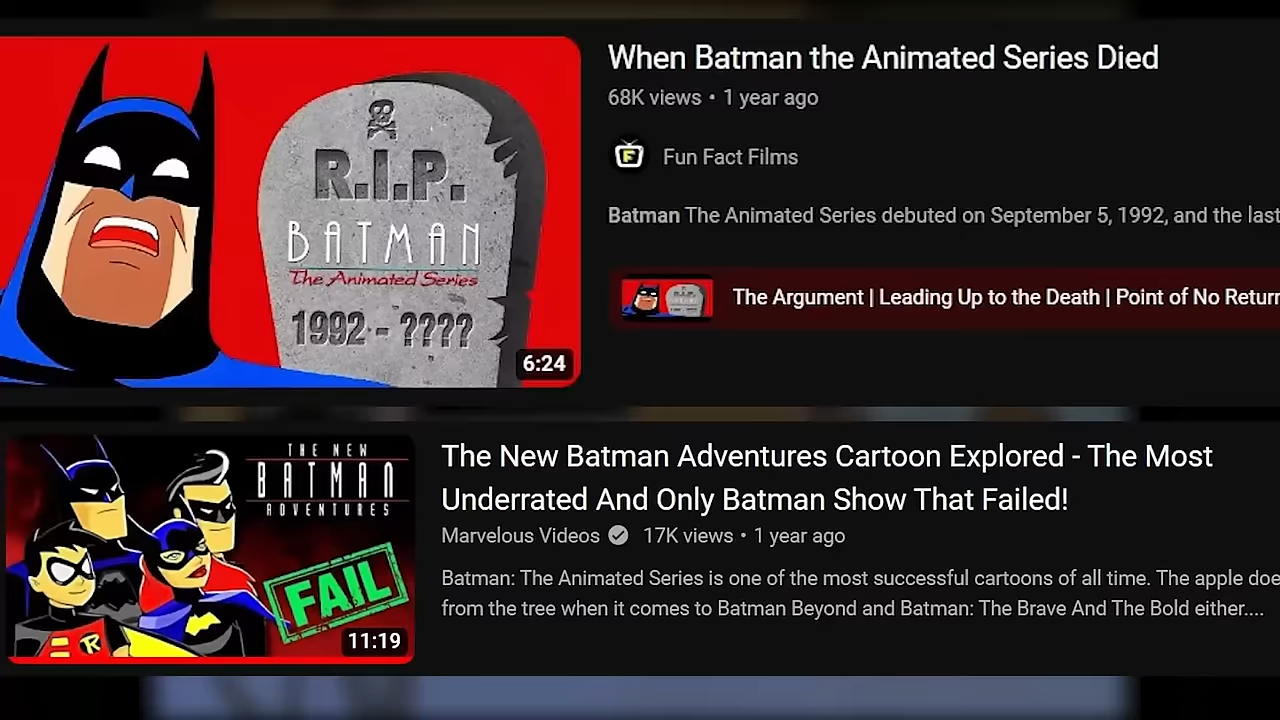 R.I.P.
BATMAN
The Animated Series
1992 - ????
6:24
When Batman the Animated Series Died
68K views • 1 year ago
F
Fun Fact Films
Batman The Animated Series debuted on September 5, 1992, and the last
R.I.P.
The Argument | Leading Up to the Death | Point of No Return
THE NEW
BATMAN
ADVENTURES
FAIL
R
11:19
The New Batman Adventures Cartoon Explored - The Most
Underrated And Only Batman Show That Failed!
Marvelous Videos 17K views • 1 year ago
Batman: The Animated Series is one of the most successful cartoons of all time. The apple doe
from the tree when it comes to Batman Beyond and Batman: The Brave And The Bold either....